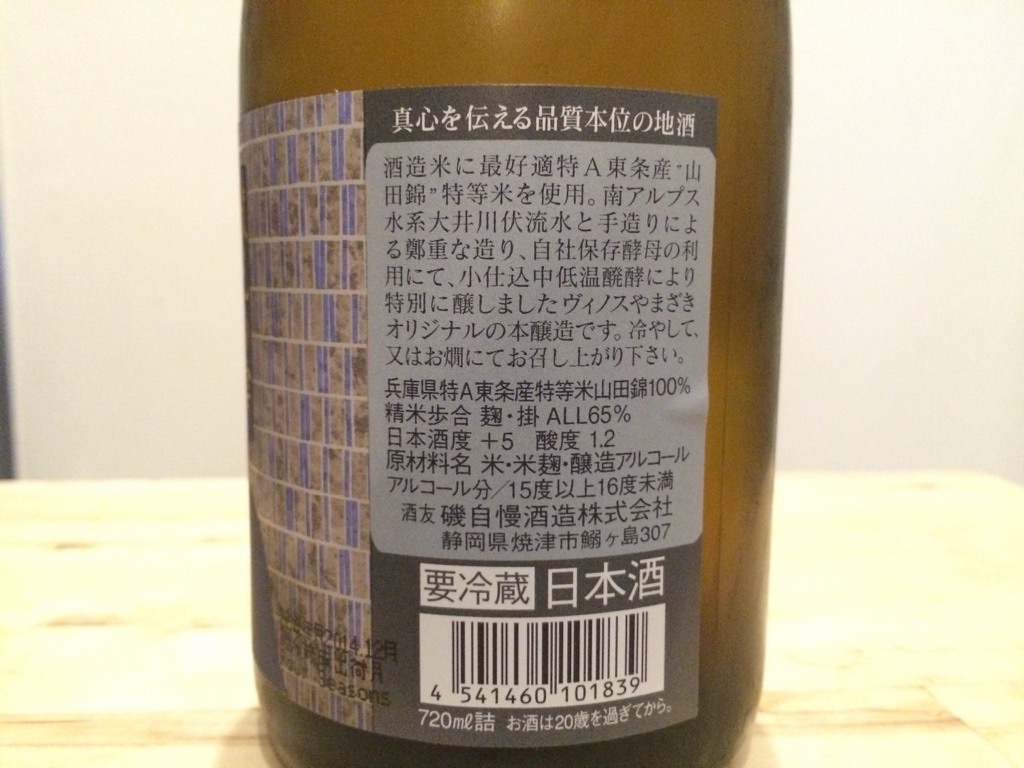 真心を伝える品質本位の地酒
酒造米に最好適特A東条産"山
田錦"特等米を使用。南アルプス
水系大井川伏流水と手造りによ
る鄭重な造り、自社保存酵母の利
用にて、小仕込中低温醗酵により
特別に醸しましたヴィノスやまざき
オリジナルの本醸造です。冷やして、
又はお燗にてお召し上がり下さい。
兵庫県特A東条産特等米山田錦100%
精米歩合 麹・掛 ALL65%
日本酒度 +5 酸度 1.2
原材料名 米・米麹・醸造アルコール
アルコール分/15度以上16度未満
酒友 磯自慢酒造株式会社
静岡県焼津市鰯ヶ島307
要冷蔵 日本酒
2014.12月
出荷月
Seasons
4 541460 101839
720mℓ詰 お酒は20歳を過ぎてから。